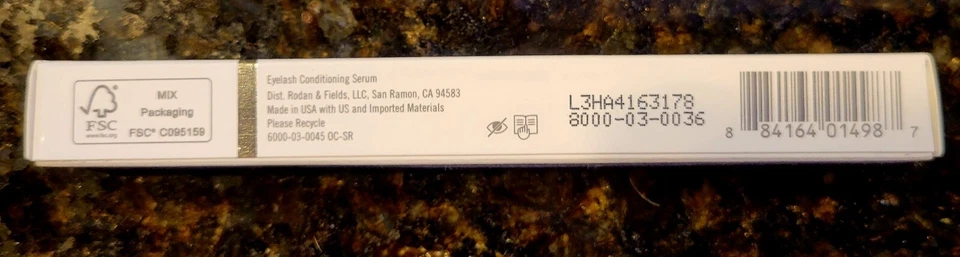 MIX
Packaging
FSC® C095159
FSC
www.fsc.org
Eyelash Conditioning Serum
Dist. Rodan & Fields, LLC, San Ramon, CA 94583
Made in USA with US and Imported Materials
Please Recycle
6000-03-0045 OC-SR
L3HA4163178
8000-03-0036
8 84164 01498 7